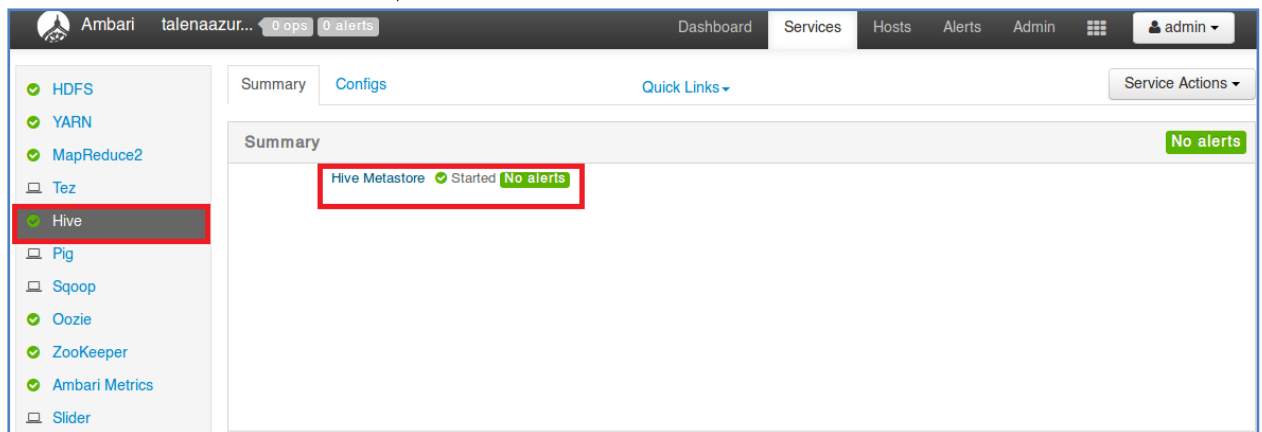 Ambari talenaazur... 0 ops 0 alerts Dashboard Services Hosts Alerts Admin admin
Summary Configs Quick Links Service Actions
HDFS
YARN
MapReduce2
Tez
Hive
Pig
Sqoop
Oozie
ZooKeeper
Ambari Metrics
Slider
Summary No alerts
Hive Metastore Started No alerts